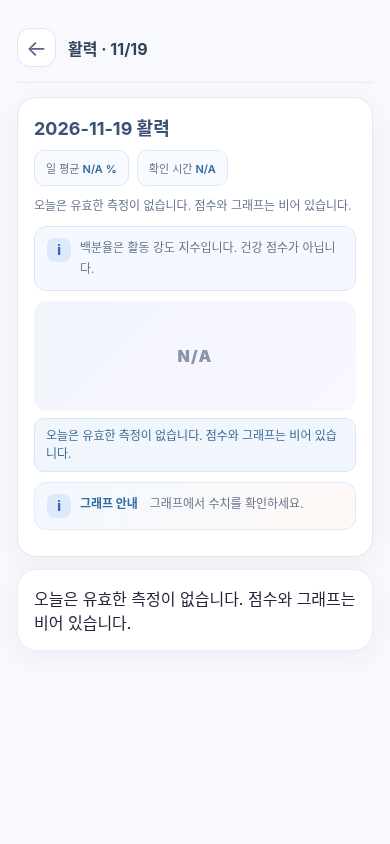 활력 · 11/19
2026-11-19 활력
일 평균 N/A %
확인 시간 N/A
오늘은 유효한 측정이 없습니다. 점수와 그래프는 비어 있습니다.
i
백분율은 활동 강도 지수입니다. 건강 점수가 아닙니
다.
N/A
오늘은 유효한 측정이 없습니다. 점수와 그래프는 비어 있습
니다.
i
그래프 안내 그래프에서 수치를 확인하세요.
오늘은 유효한 측정이 없습니다. 점수와 그래프는
비어 있습니다.